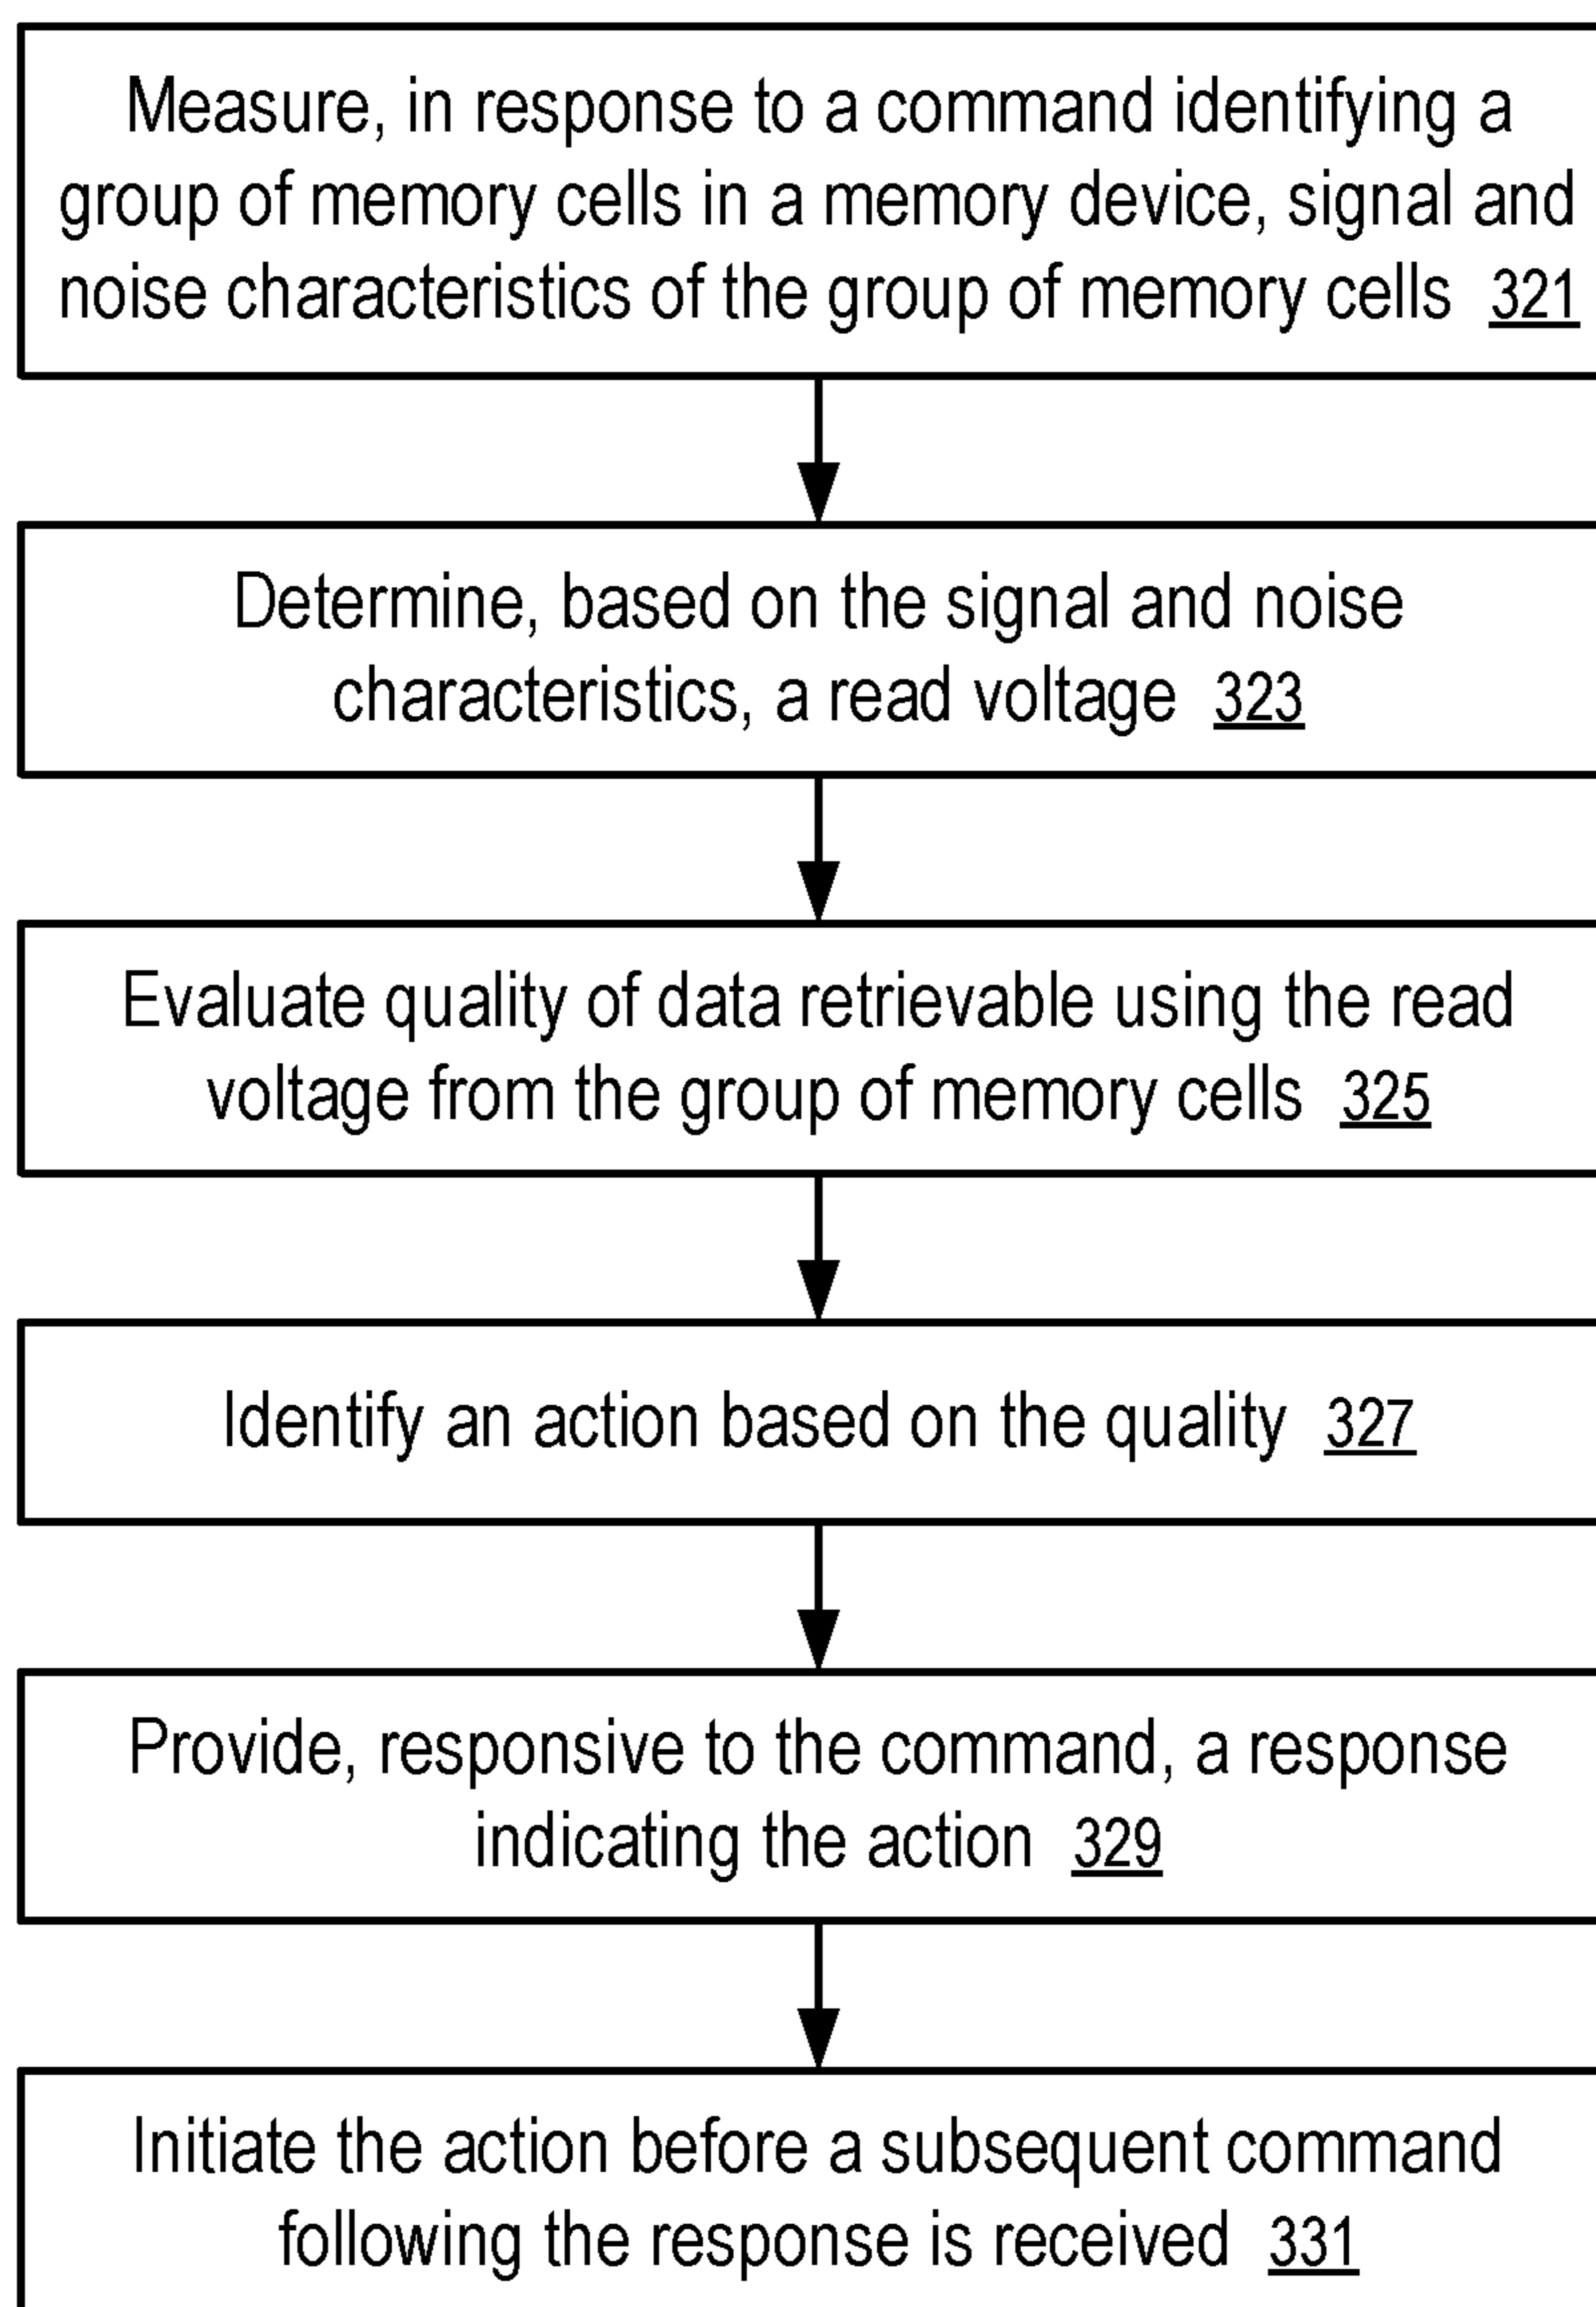 Measure, in response to a command identifying a
group of memory cells in a memory device, signal and
noise characteristics of the group of memory cells 321
Determine, based on the signal and noise
characteristics, a read voltage 323
Evaluate quality of data retrievable using the read
voltage from the group of memory cells 325
Identify an action based on the quality 327
Provide, responsive to the command, a response
indicating the action 329
Initiate the action before a subsequent command
following the response is received 331